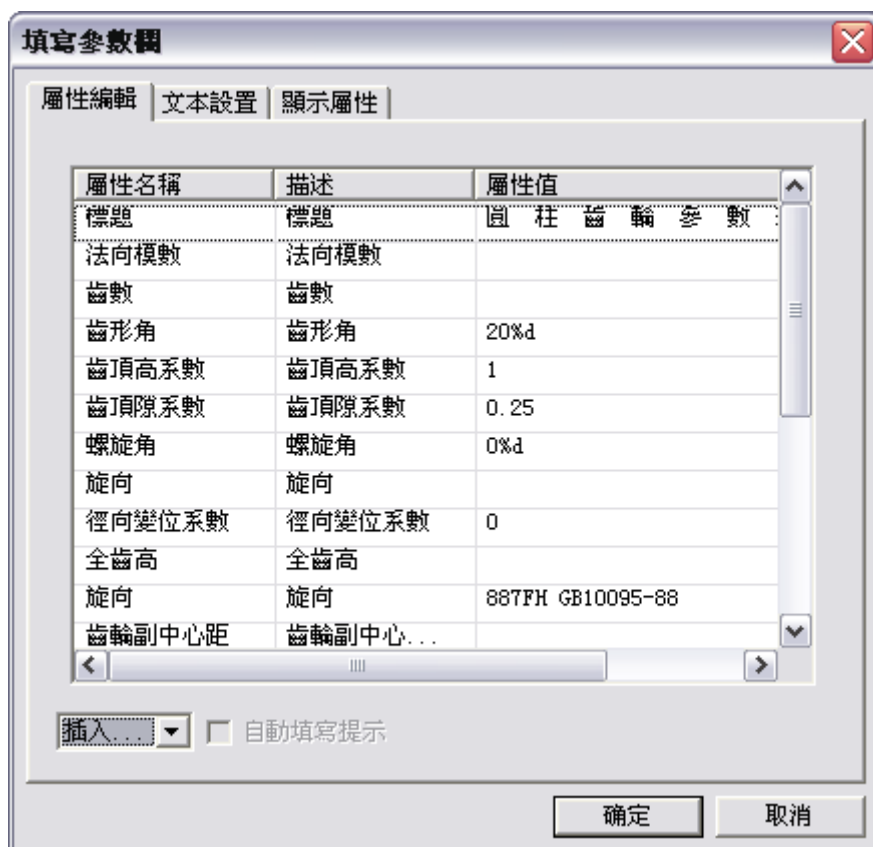 填寫參數欄
屬性編輯 文本設置 顯示屬性
屬性名稱 描述 屬性值
標題 標題 圓 柱 齒 輪 參 數
法向模數 法向模數
齒數 齒數
齒形角 齒形角 20%d
齒頂高系數 齒頂高系數 1
齒頂隙系數 齒頂隙系數 0.25
螺旋角 螺旋角 0%d
旋向 旋向
徑向變位系數 徑向變位系數 0
全齒高 全齒高
旋向 旋向 887FH GB10095-88
齒輪副中心距 齒輪副中心...
插入... 自動填寫提示
确定 取消